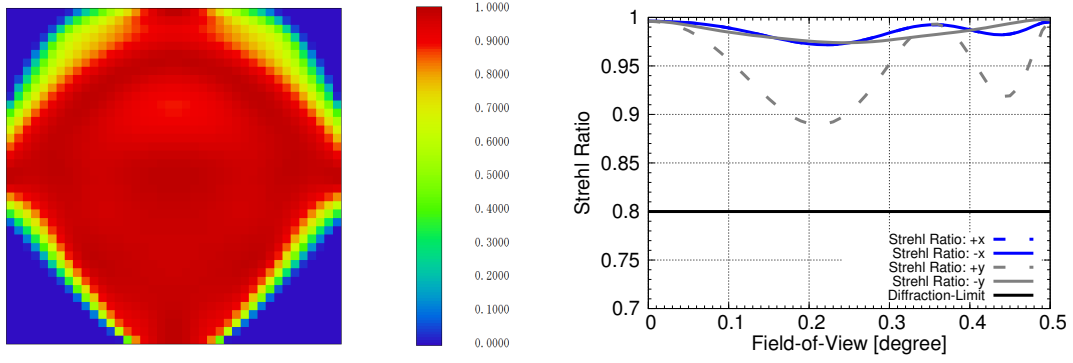 1.0000
0.9000
0.8000
0.7000
0.6000
0.5000
0.4000
0.3000
0.2000
0.1000
0.0000
1
0.95
0.9
0.85
0.8
0.75
0.7
Strehl Ratio
Strehl Ratio: +x
Strehl Ratio: -x
Strehl Ratio: +y
Strehl Ratio: -y
Diffraction-Limit
0 0.1 0.2 0.3 0.4 0.5
Field-of-View [degree]